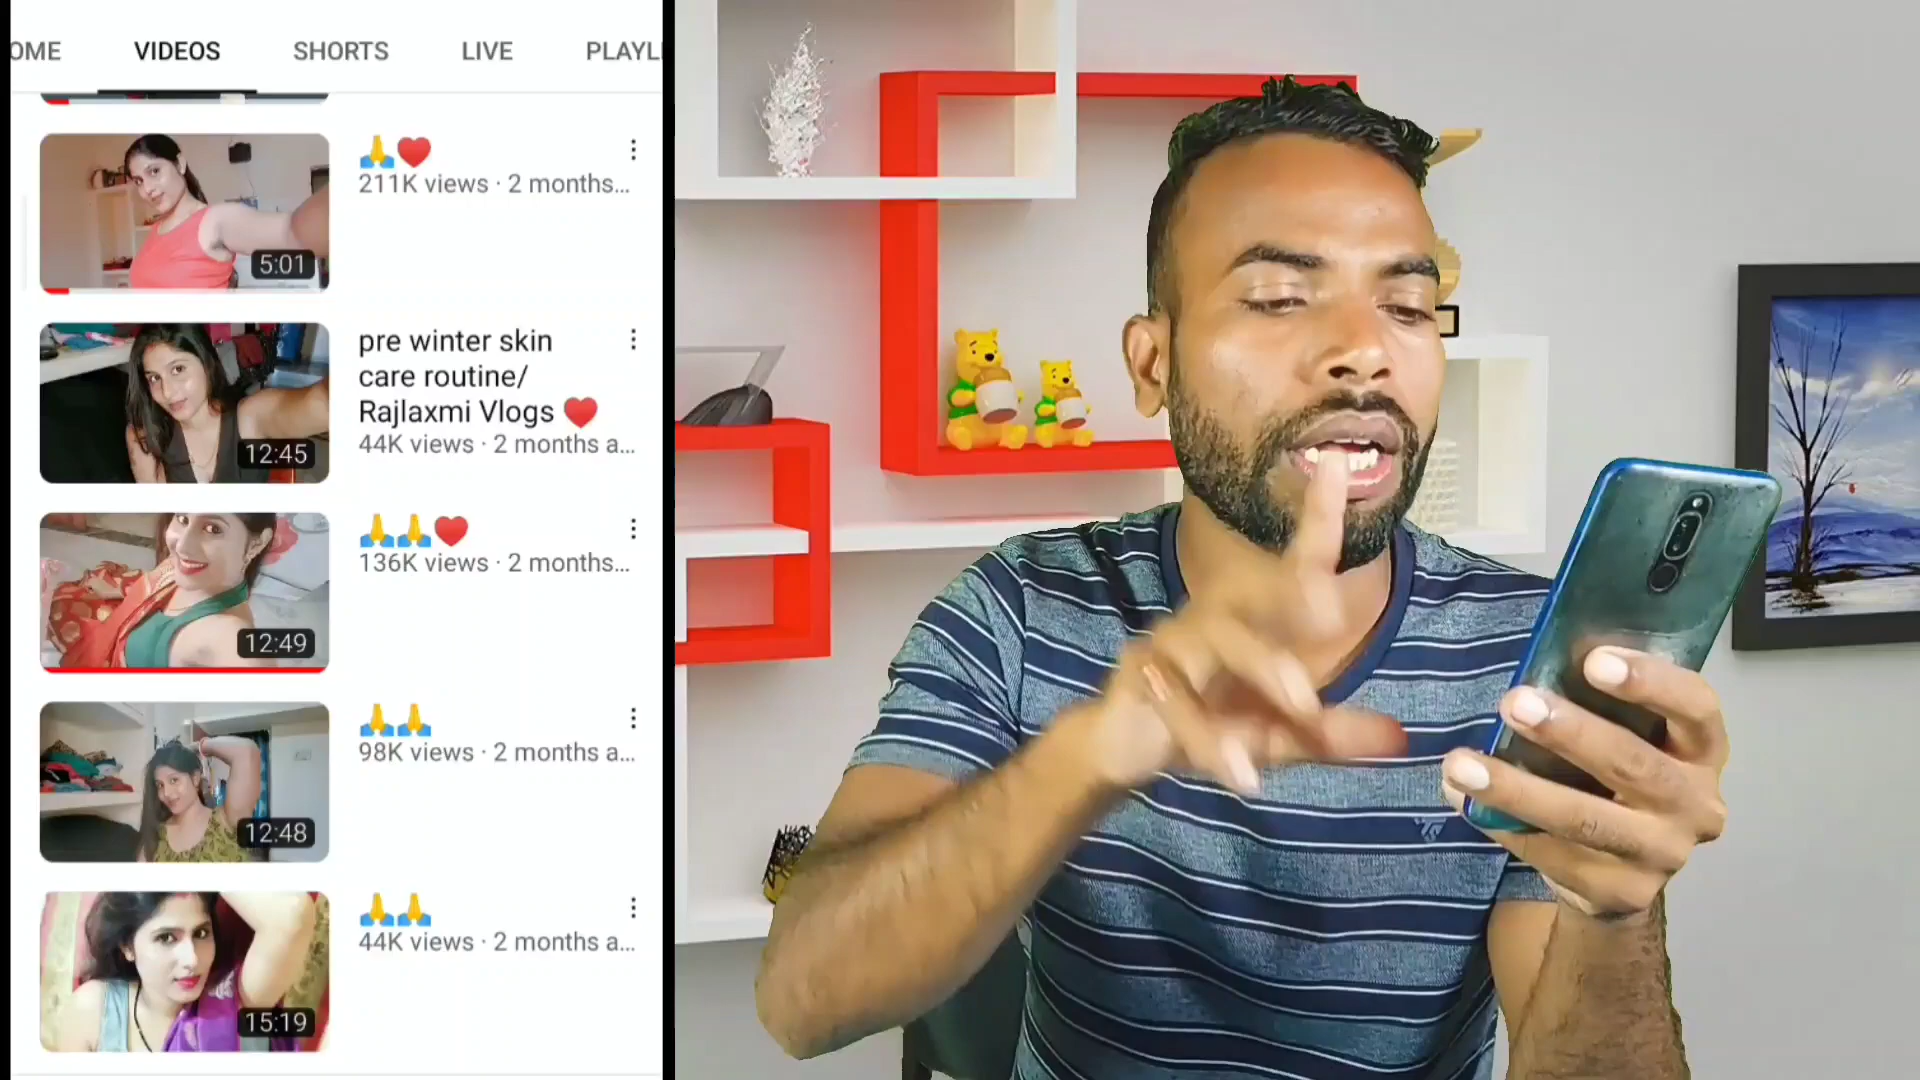 OME VIDEOS SHORTS LIVE PLAYL
🙏❤️
211K views · 2 months...
5:01
pre winter skin
care routine/
Rajlaxmi Vlogs ❤️
44K views · 2 months a...
12:45
🙏🙏❤️
136K views · 2 months...
12:49
🙏🙏
98K views · 2 months a...
12:48
🙏🙏
44K views · 2 months a...
15:19